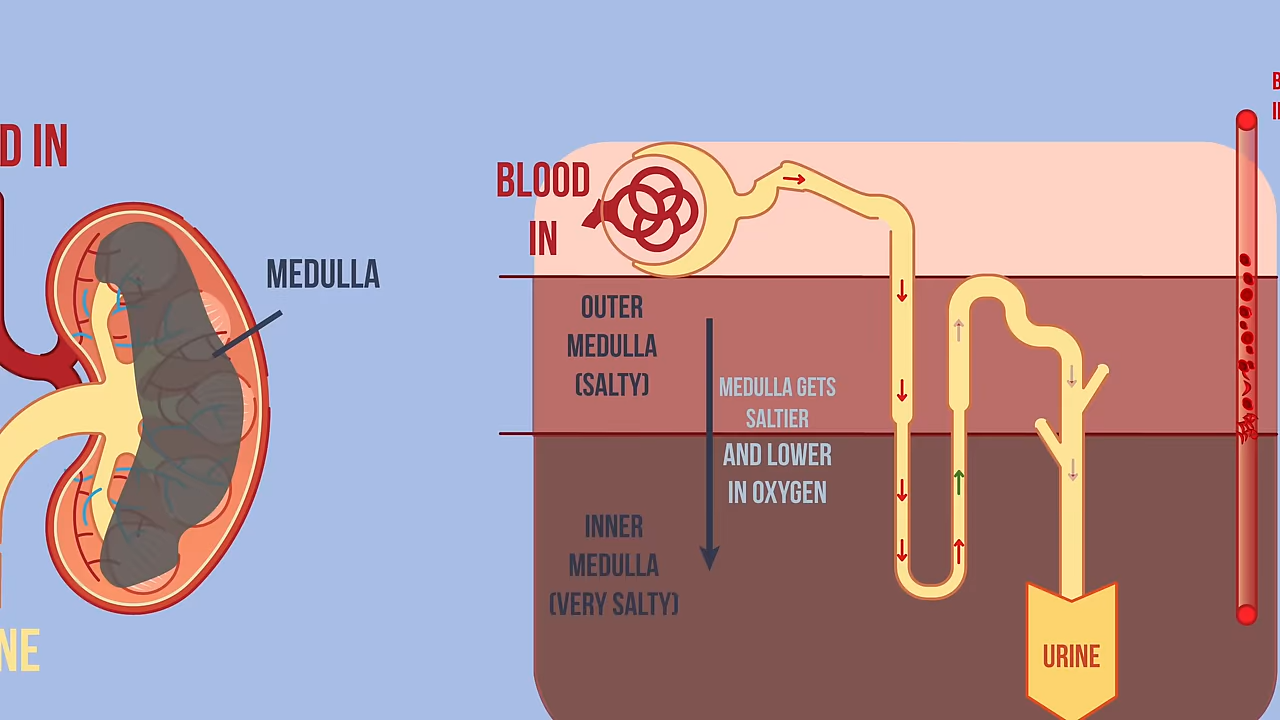 D IN
NE
MEDULLA
BLOOD
IN
OUTER
MEDULLA
(SALTY)
MEDULLA GETS
SALTIER
AND LOWER
IN OXYGEN
INNER
MEDULLA
(VERY SALTY)
URINE
B
I